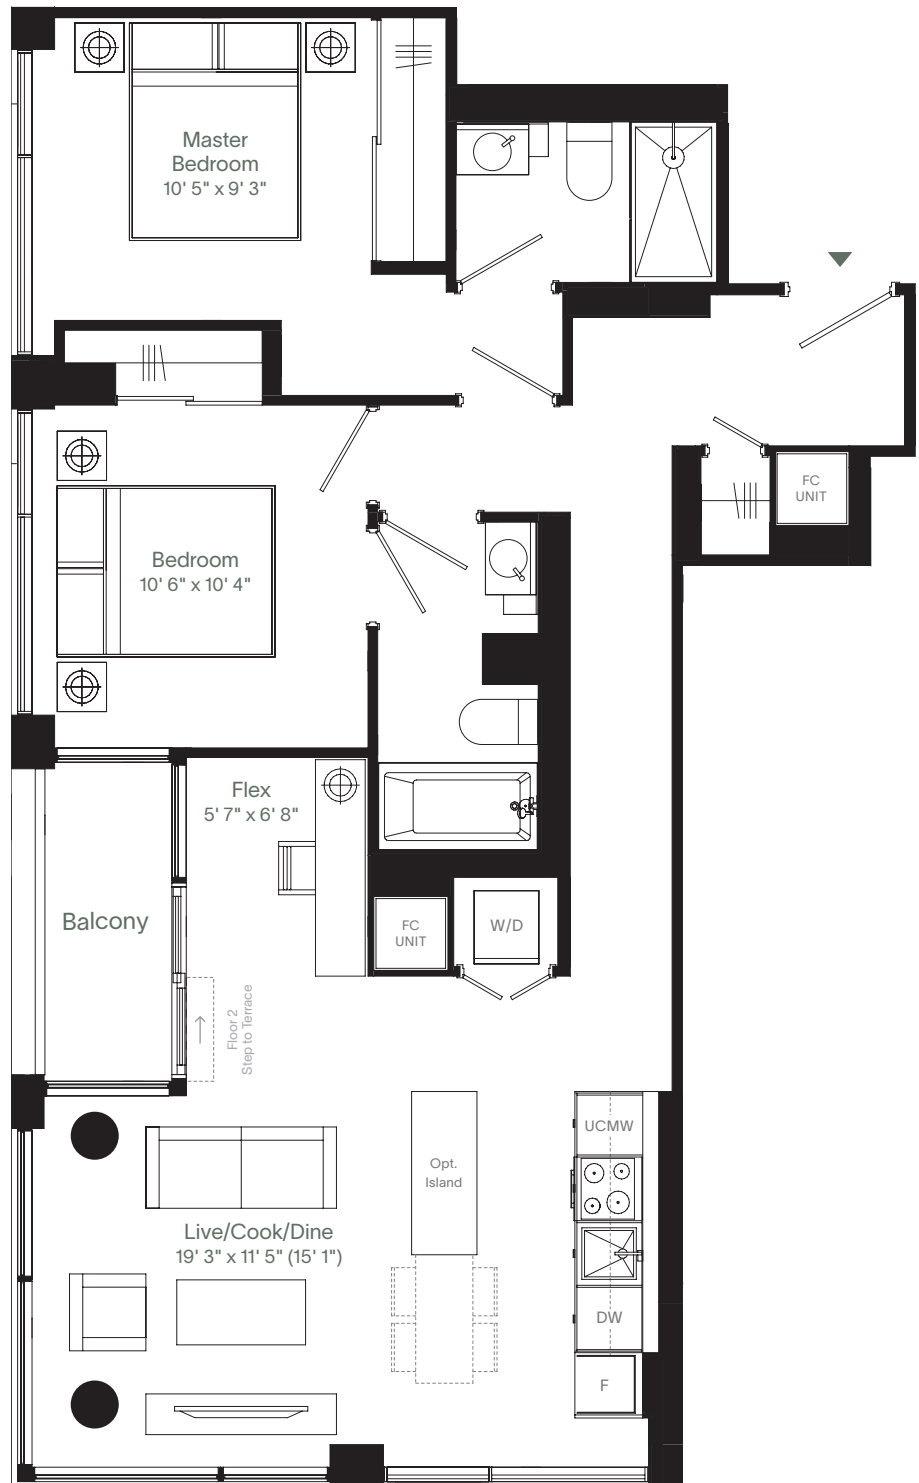 Master
Bedroom
10' 5" x 9' 3"
FC
UNIT
Bedroom
10' 6" x 10' 4"
Flex
5' 7" x 6' 8"
Balcony
FC
UNIT
W/D
Floor 2
Step to Terrace
UCMW
Opt.
Island
Live/Cook/Dine
19' 3" x 11' 5" (15' 1")
DW
F